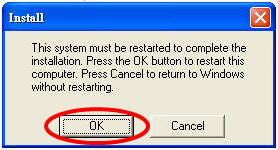 Install
This system must be restarted to complete the
installation. Press the OK button to restart this
computer. Press Cancel to return to Windows
without restarting.
OK
Cancel